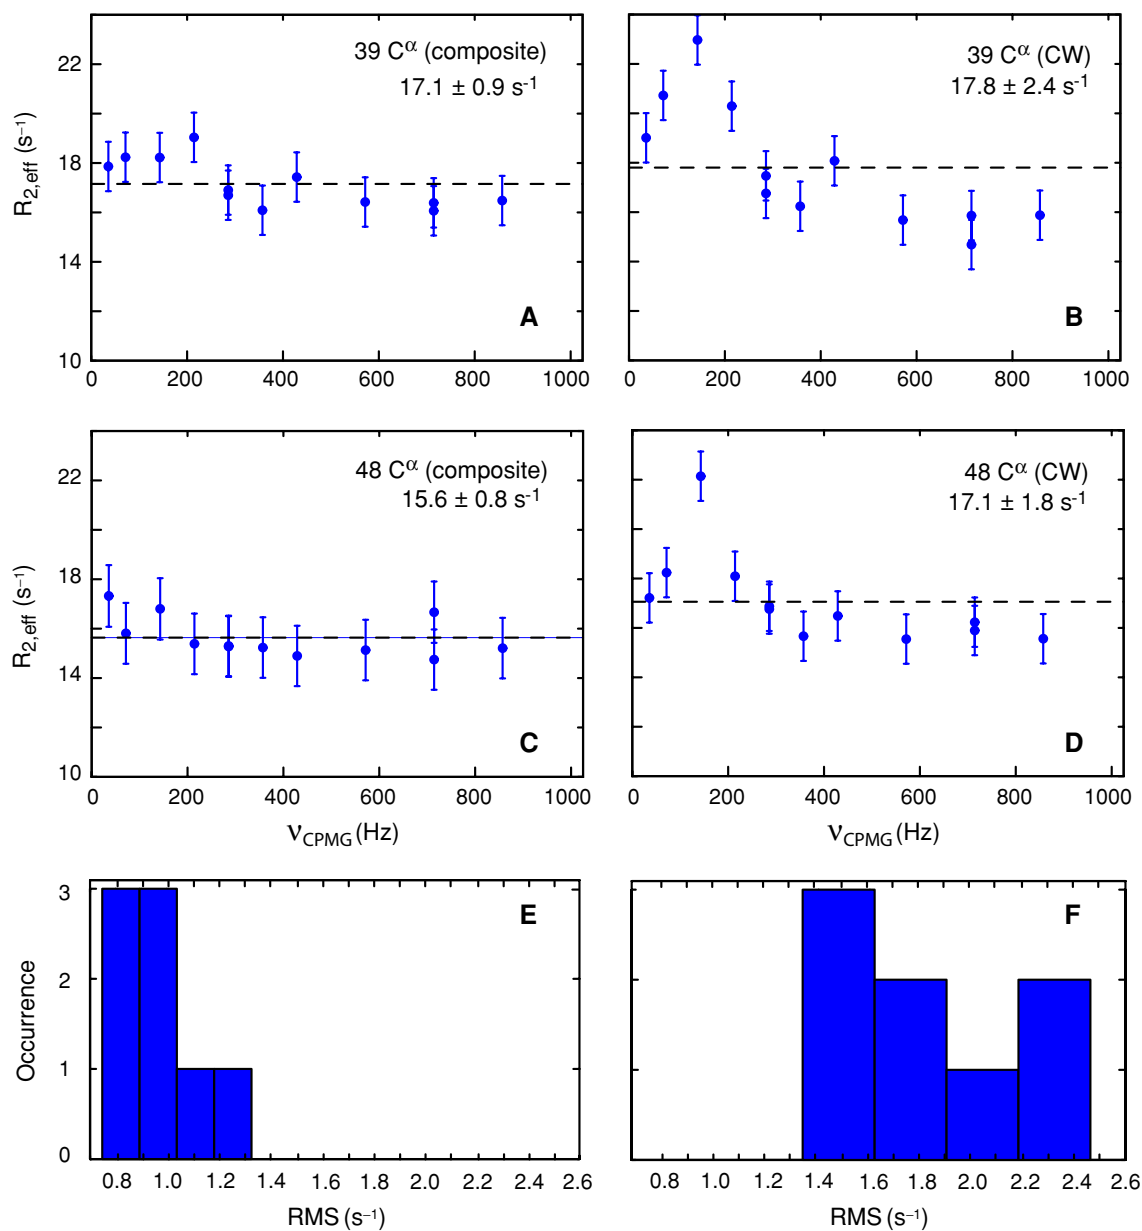 39 Cα (composite)
17.1 ± 0.9 s⁻¹
R2,eff (s⁻¹)
22
18
14
10
A
0 200 400 600 800 1000
39 Cα (CW)
17.8 ± 2.4 s⁻¹
B
0 200 400 600 800 1000
48 Cα (composite)
15.6 ± 0.8 s⁻¹
R2,eff (s⁻¹)
22
18
14
10
C
0 200 400 600 800 1000
νCPMG (Hz)
48 Cα (CW)
17.1 ± 1.8 s⁻¹
D
0 200 400 600 800 1000
νCPMG (Hz)
E
Occurrence
3
2
1
0
0.8 1.0 1.2 1.4 1.6 1.8 2.0 2.2 2.4 2.6
RMS (s⁻¹)
F
0.8 1.0 1.2 1.4 1.6 1.8 2.0 2.2 2.4 2.6
RMS (s⁻¹)